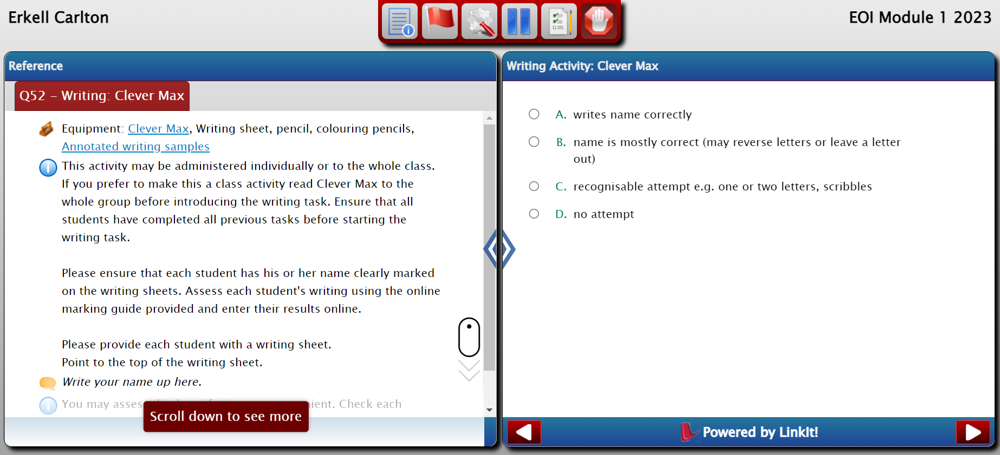 Erkell Carlton
EOI Module 1 2023
Reference
Q52 – Writing: Clever Max
Equipment: Clever Max, Writing sheet, pencil, colouring pencils,
Annotated writing samples
This activity may be administered individually or to the whole class.
If you prefer to make this a class activity read Clever Max to the
whole group before introducing the writing task. Ensure that all
students have completed all previous tasks before starting the
writing task.
Please ensure that each student has his or her name clearly marked
on the writing sheets. Assess each student's writing using the online
marking guide provided and enter their results online.
Please provide each student with a writing sheet.
Point to the top of the writing sheet.
Write your name up here.
You may Check each
Scroll down to see more
Writing Activity: Clever Max
A. writes name correctly
B. name is mostly correct (may reverse letters or leave a letter
out)
C. recognisable attempt e.g. one or two letters, scribbles
D. no attempt
Powered by LinkIt!